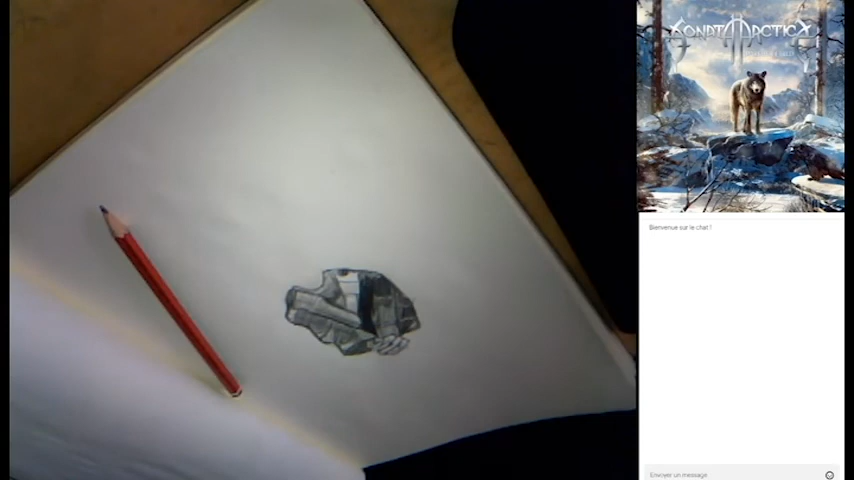 SONATA ARCTICA
Bienvenue sur le chat !
Envoyer un message